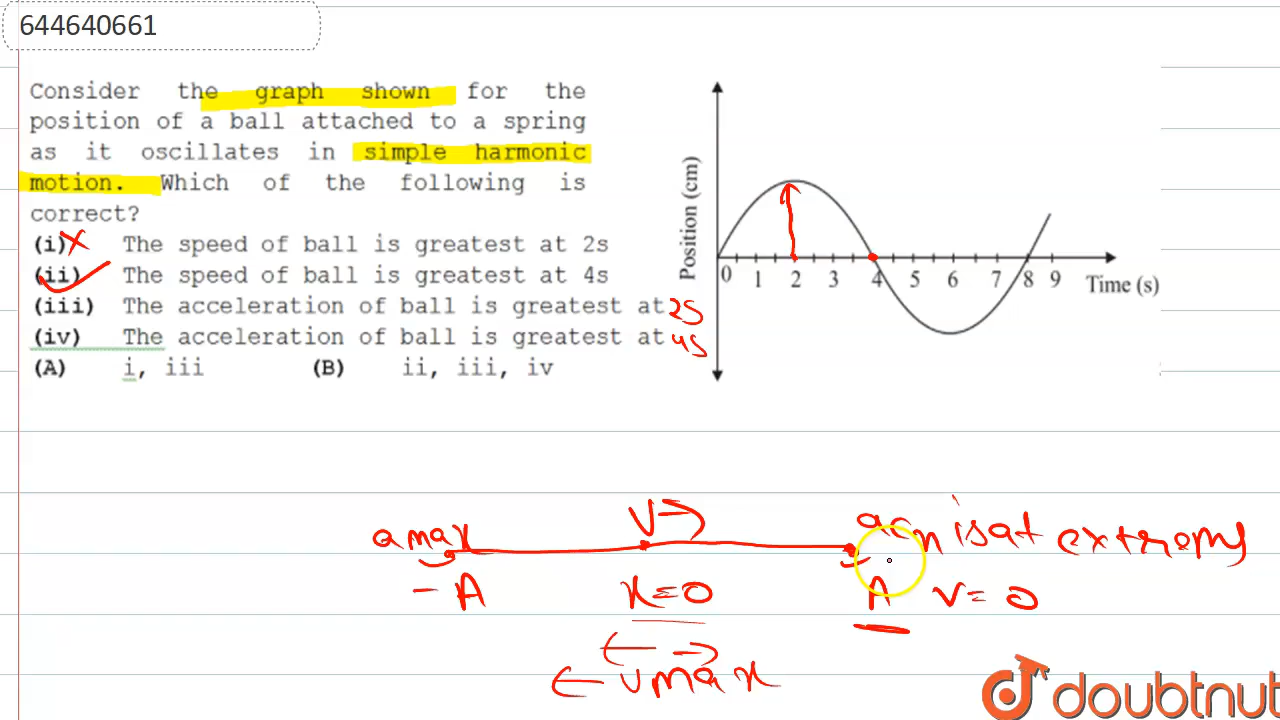 644640661
Consider the graph shown for the
position of a ball attached to a spring
as it oscillates in simple harmonic
motion. Which of the following is
correct?
(i) x The speed of ball is greatest at 2s
(ii) The speed of ball is greatest at 4s
(iii) The acceleration of ball is greatest at 2S
(iv) The acceleration of ball is greatest at 4S
(A) i, iii (B) ii, iii, iv
Position (cm)
0 1 2 3 4 5 6 7 8 9 Time (s)
a max V acn is at extrems
- A x=0 A v= 0
vmax
doubtnut